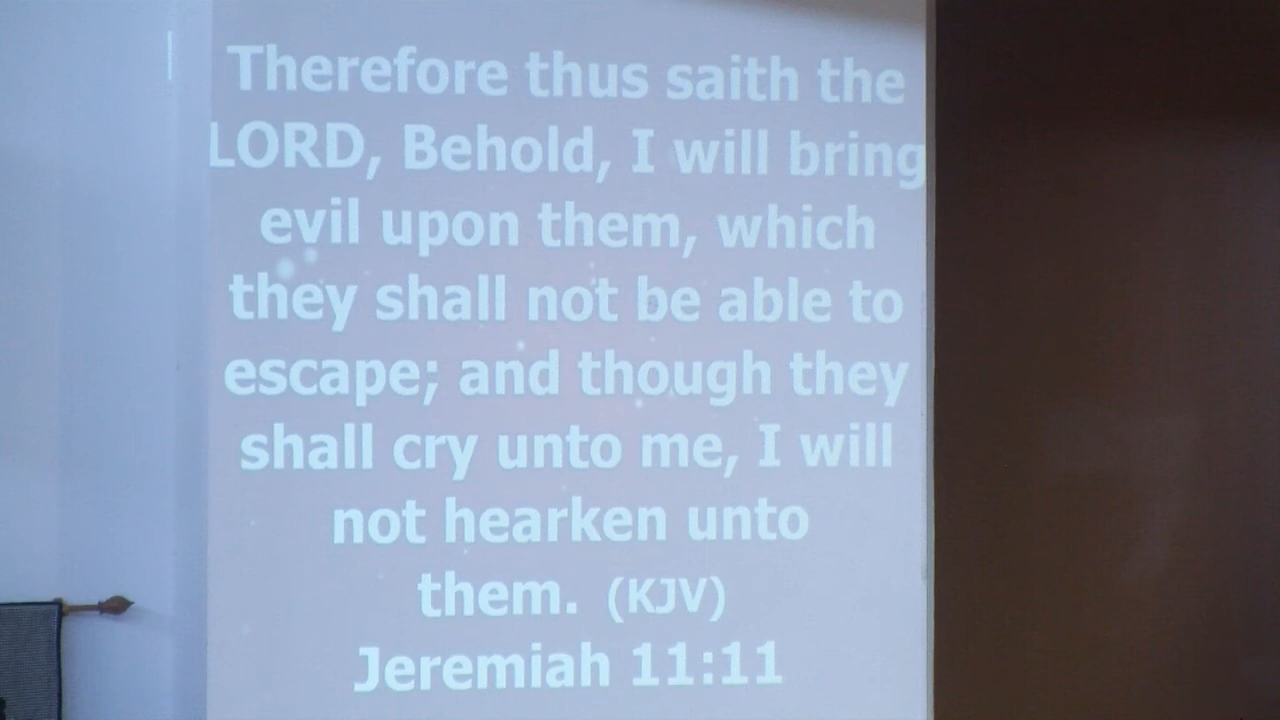 Therefore thus saith the
LORD, Behold, I will bring
evil upon them, which
they shall not be able to
escape; and though they
shall cry unto me, I will
not hearken unto
them. (KJV)
Jeremiah 11:11